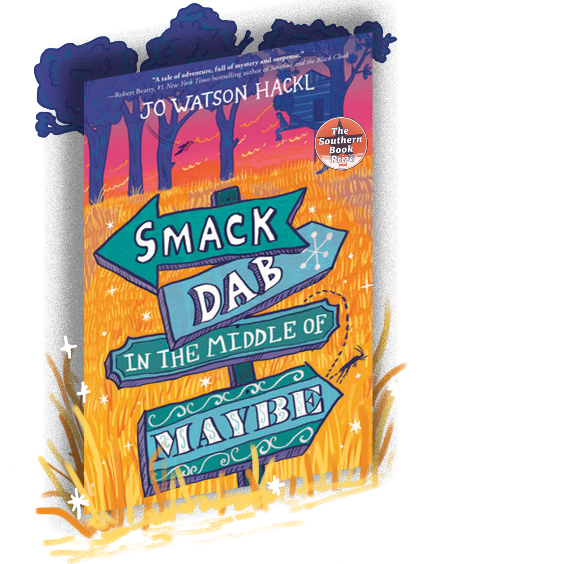 "A tale of adventure, full of mystery and suspense."
—Robert Beatty, #1 New York Times bestselling author of Serafina and the Black Cloak
JO WATSON HACKL
The
Southern
Book
Prize
SMACK
DAB
IN THE MIDDLE OF
MAYBE